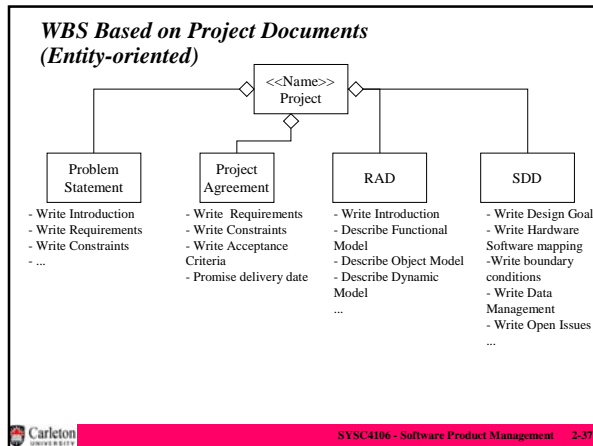 WBS Based on Project Documents
(Entity-oriented)
<<Name>>
Project
Problem
Statement
- Write Introduction
- Write Requirements
- Write Constraints
- ...
Project
Agreement
- Write Requirements
- Write Constraints
- Write Acceptance
Criteria
- Promise delivery date
RAD
- Write Introduction
- Describe Functional
Model
- Describe Object Model
- Describe Dynamic
Model
...
SDD
- Write Design Goal
- Write Hardware
Software mapping
-Write boundary
conditions
- Write Data
Management
- Write Open Issues
...
Carleton
UNIVERSITY
SYSC4106 - Software Product Management 2-37